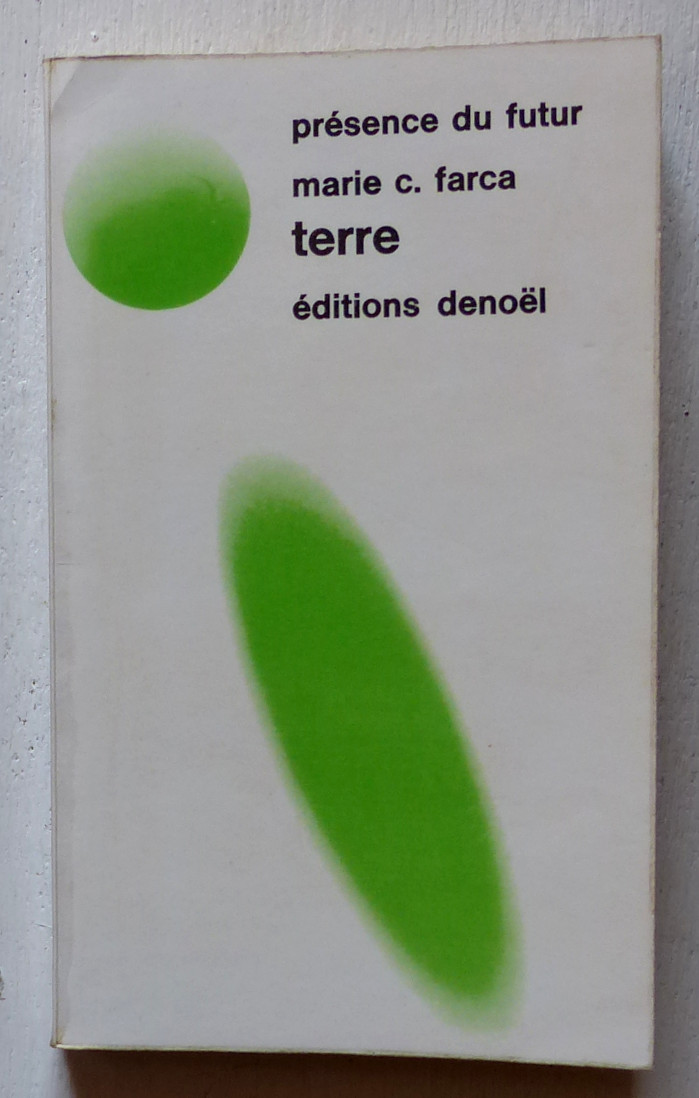 présence du futur
marie c. farca
terre
éditions denoël